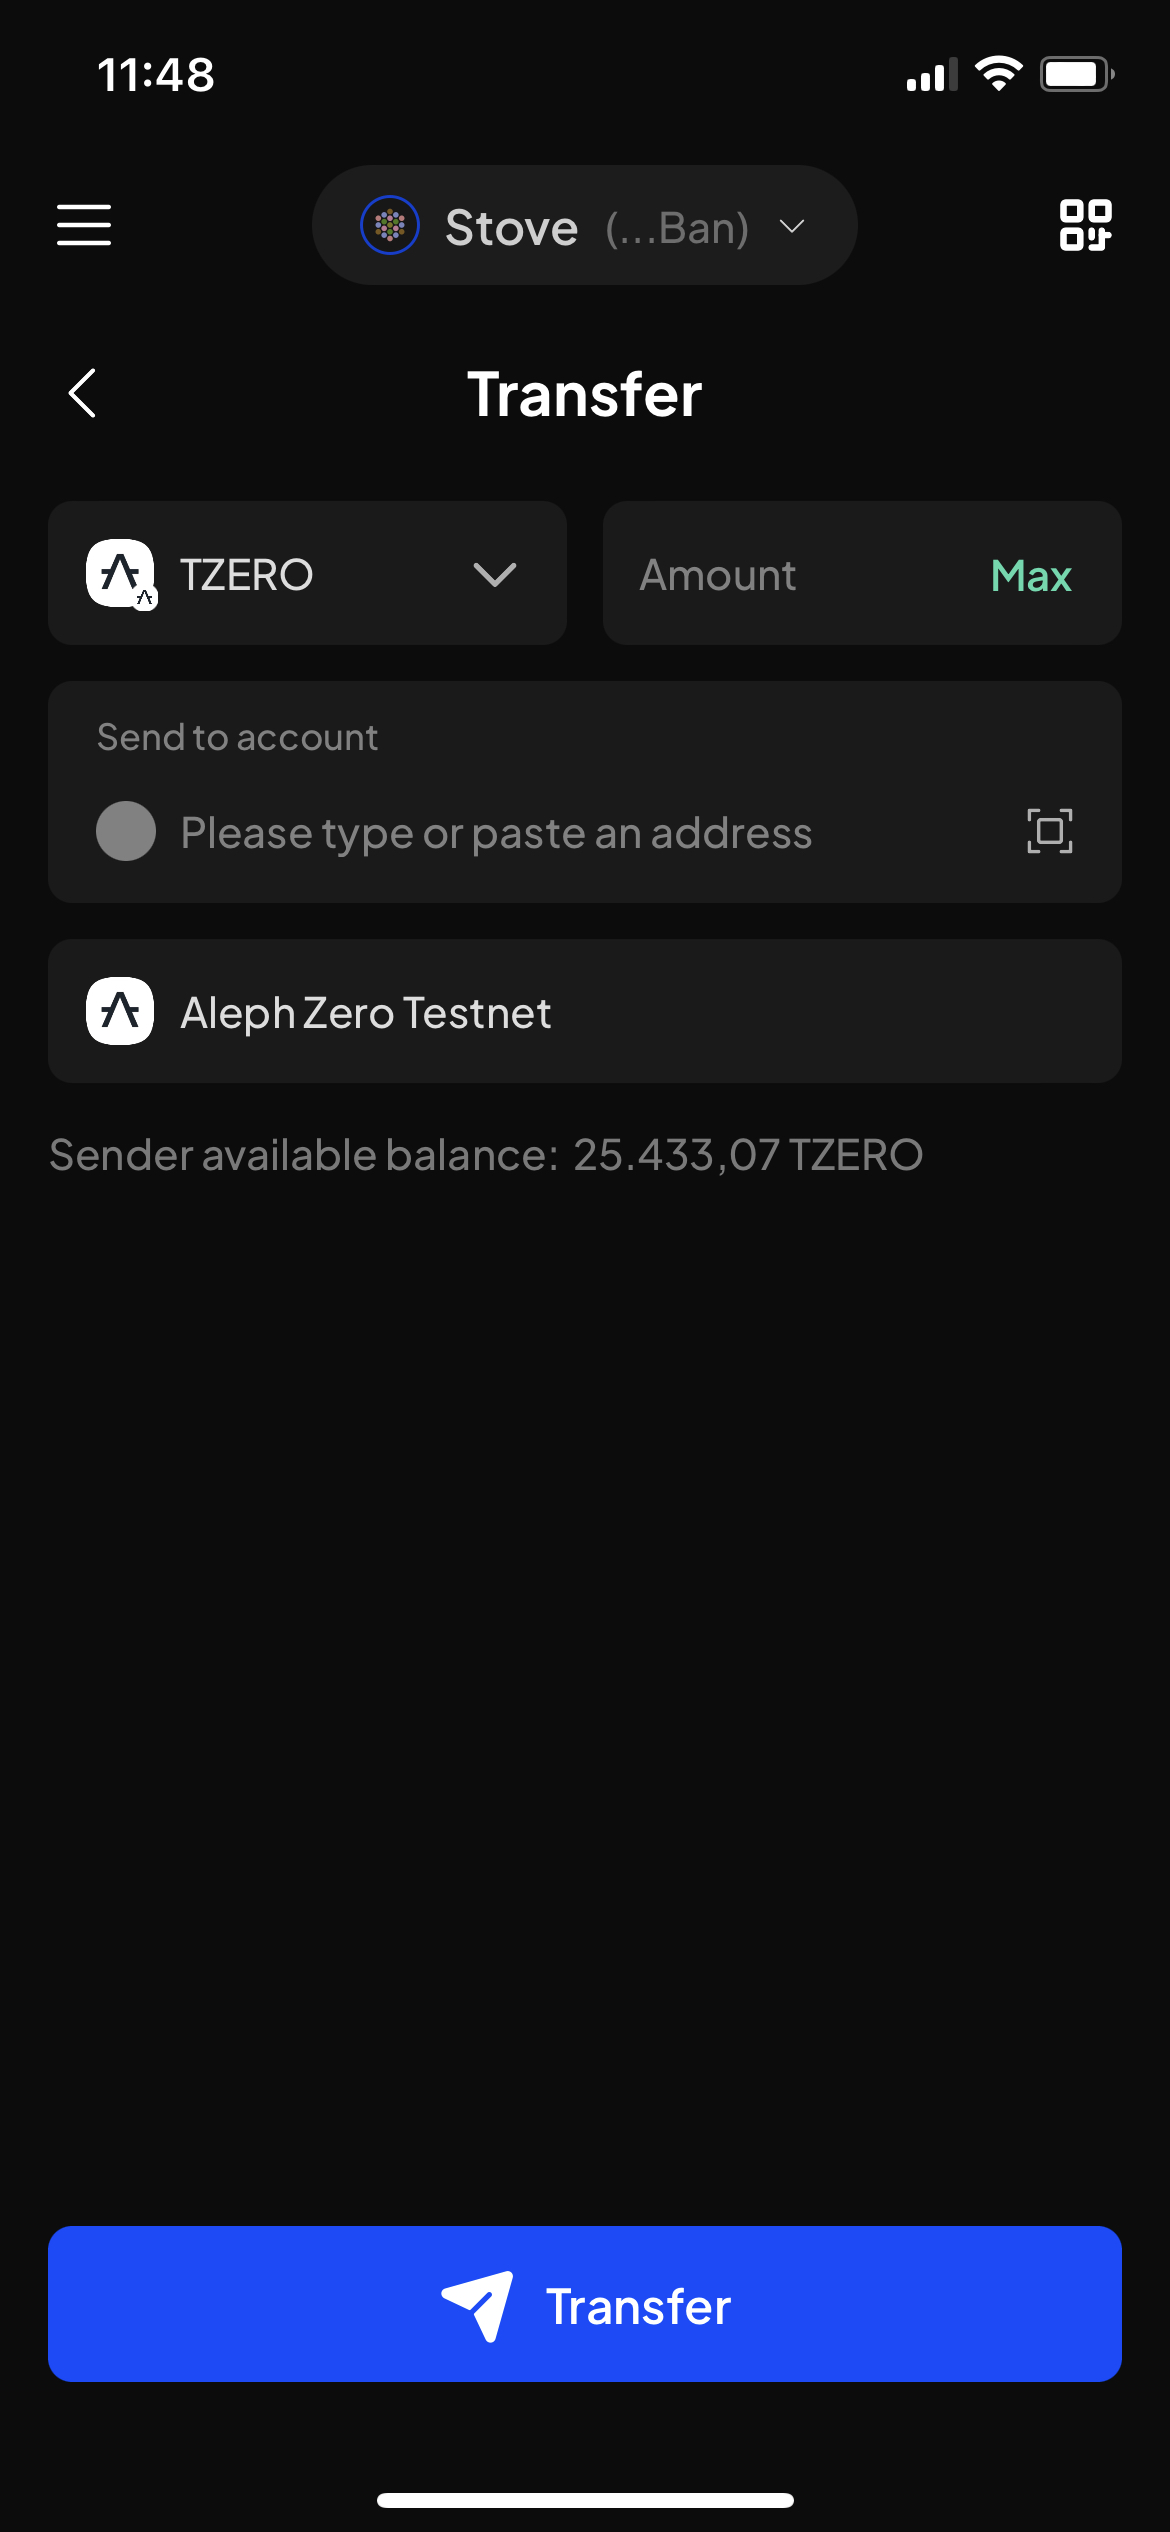 11:48
Stove (...Ban)
Transfer
TZERO
Amount Max
Send to account
Please type or paste an address
Aleph Zero Testnet
Sender available balance: 25.433,07 TZERO
Transfer